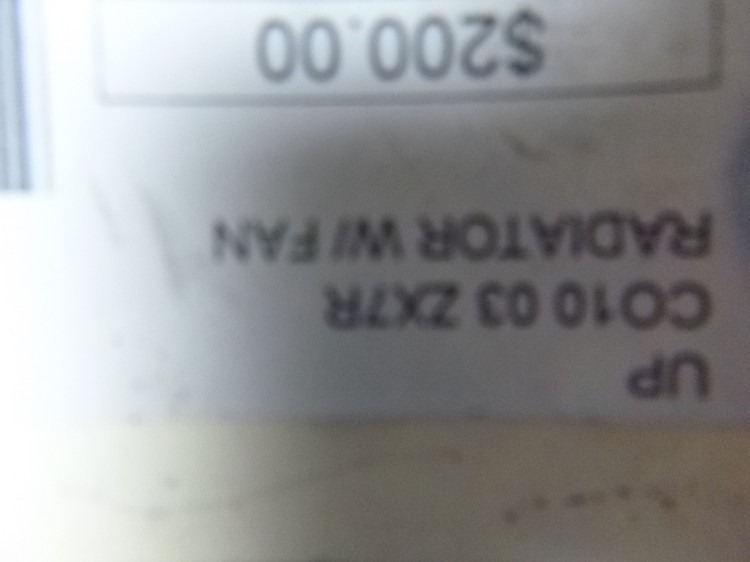 UP
CO10 03 ZX7R
RADIATOR W/ FAN
$200.00